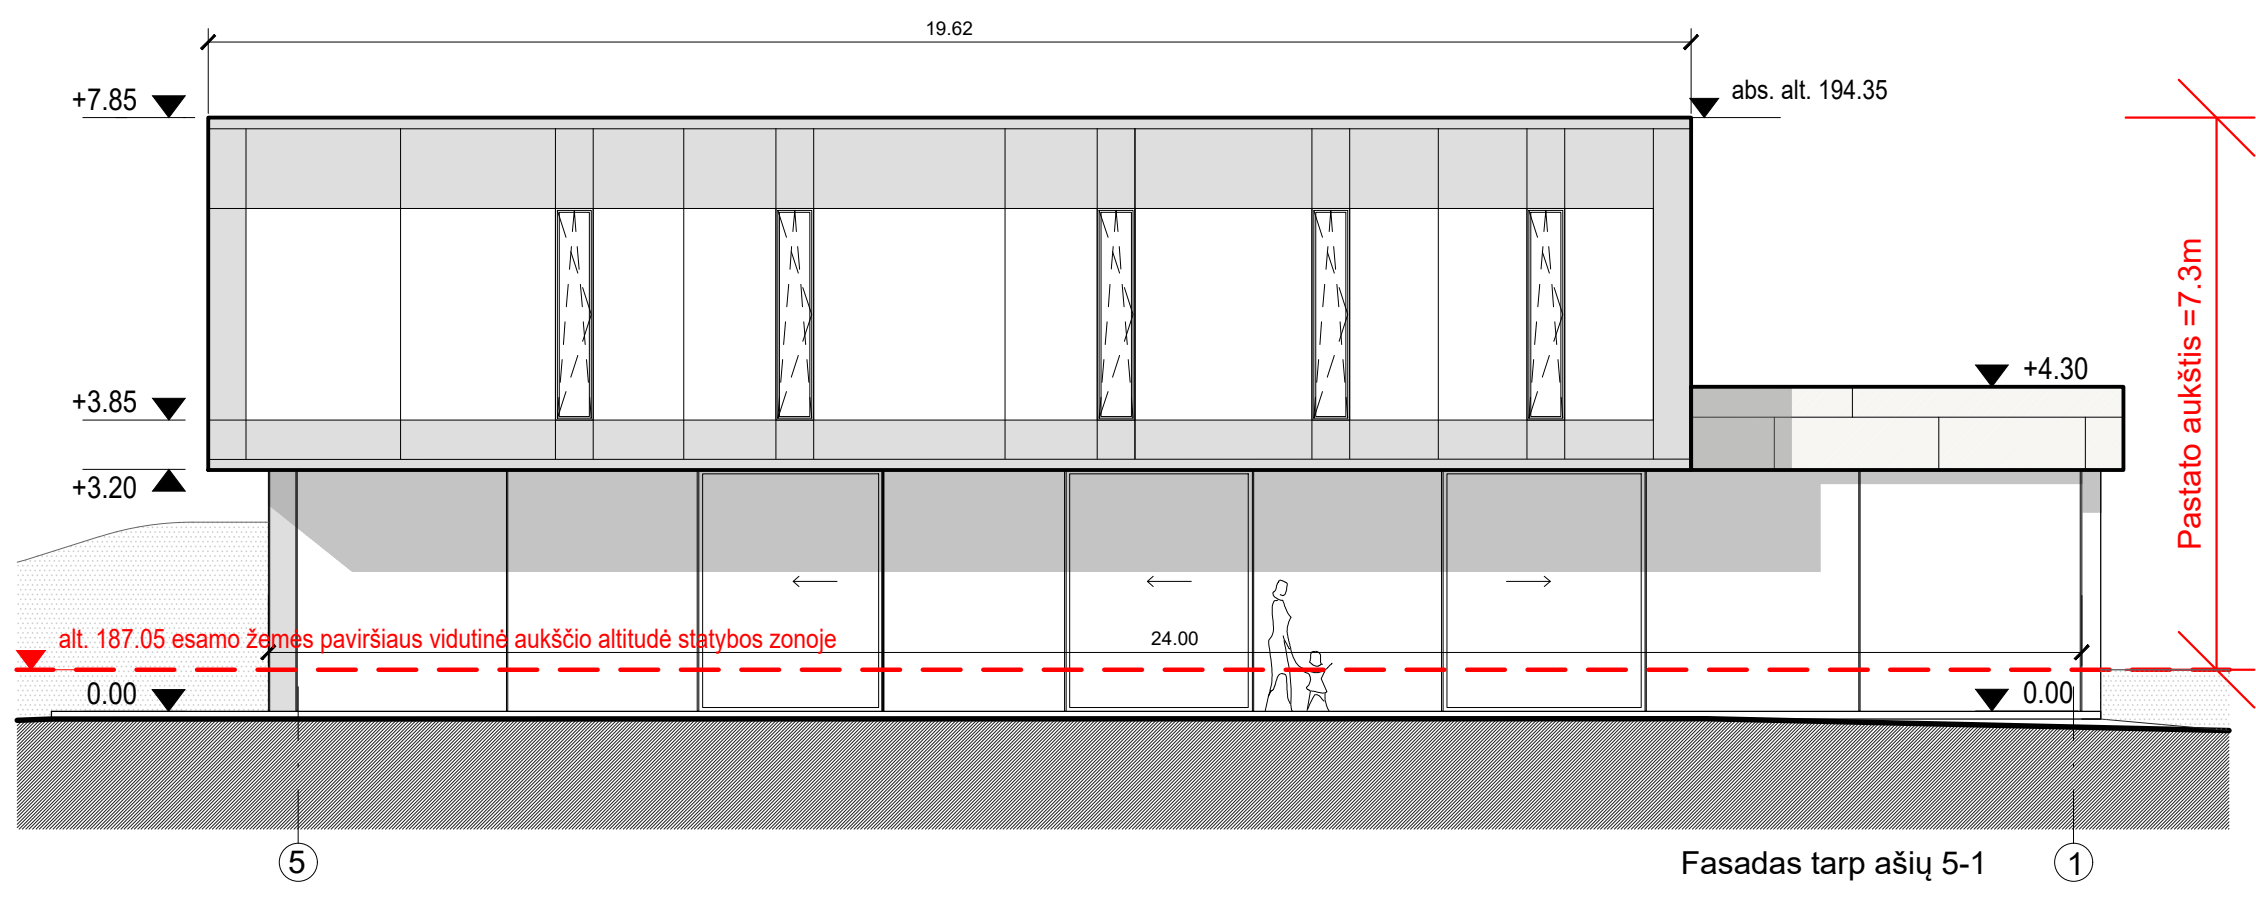 19.62
+7.85
abs. alt. 194.35
Pastato aukštis =7.3m
+4.30
+3.85
+3.20
alt. 187.05 esamo žemės paviršiaus vidutinė aukščio altitudė statybos zonoje
24.00
0.00
0.00
5
Fasadas tarp ašių 5-1
1